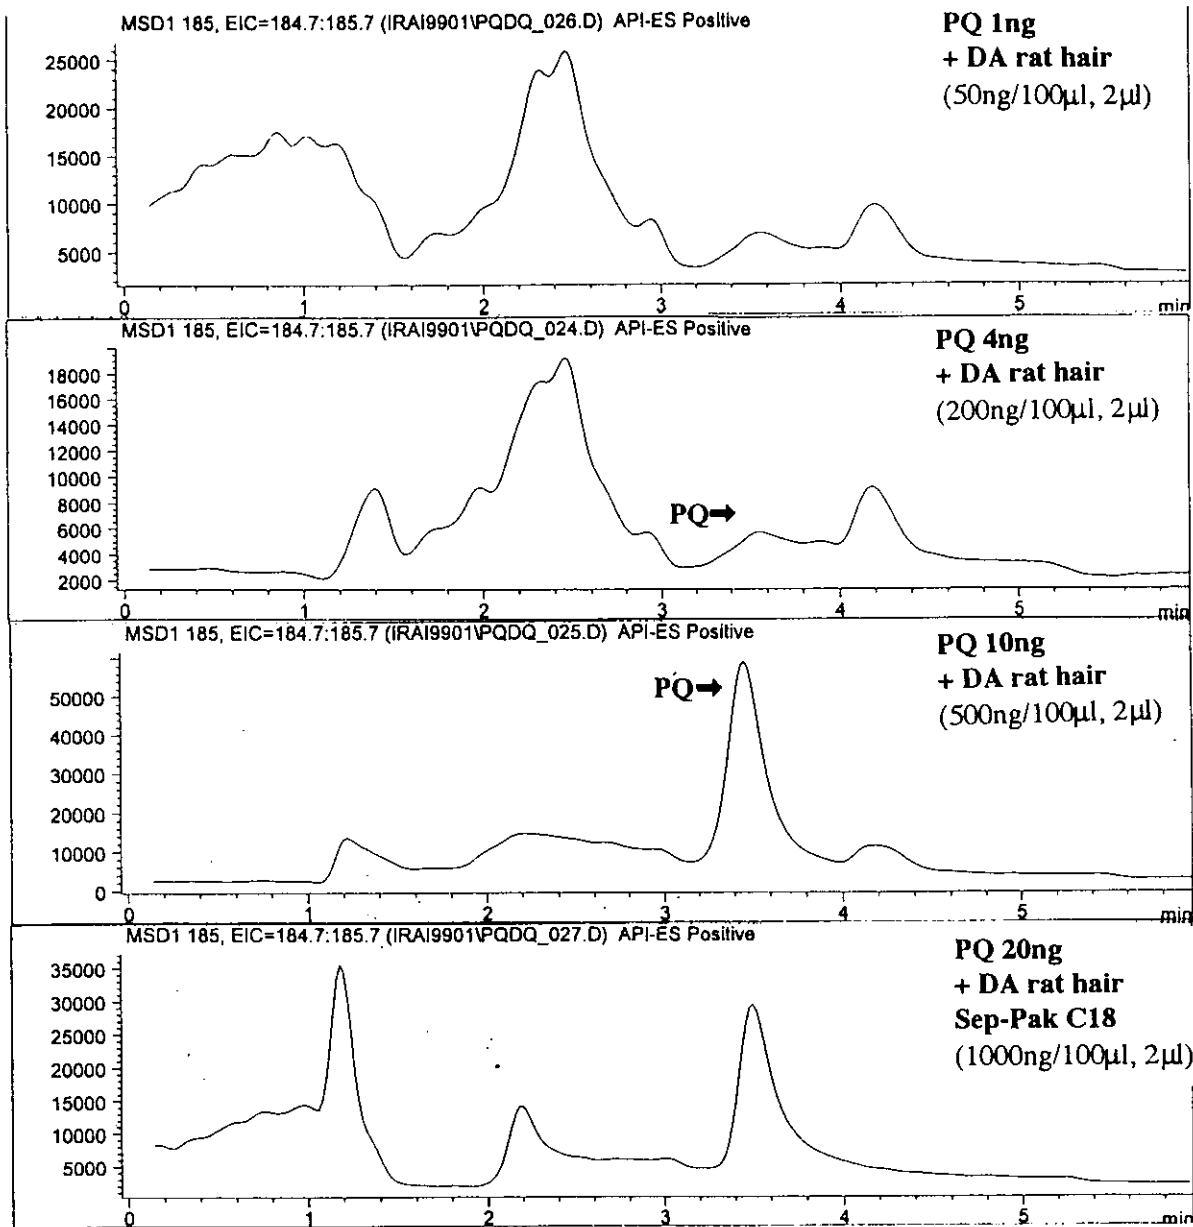 MSD1 185, EIC=184.7:185.7 (IRAI9901\PQDQ_026.D) API-ES Positive
PQ 1ng
+ DA rat hair
(50ng/100µl, 2µl)
25000
20000
15000
10000
5000
0 1 2 3 4 5 min
MSD1 185, EIC=184.7:185.7 (IRAI9901\PQDQ_024.D) API-ES Positive
PQ 4ng
+ DA rat hair
(200ng/100µl, 2µl)
18000
16000
14000
12000
10000
8000
6000
4000
2000
PQ➡
0 1 2 3 4 5 min
MSD1 185, EIC=184.7:185.7 (IRAI9901\PQDQ_025.D) API-ES Positive
PQ 10ng
+ DA rat hair
(500ng/100µl, 2µl)
50000
40000
30000
20000
10000
0
PQ➡
0 1 2 3 4 5 min
MSD1 185, EIC=184.7:185.7 (IRAI9901\PQDQ_027.D) API-ES Positive
PQ 20ng
+ DA rat hair
Sep-Pak C18
(1000ng/100µl, 2µl)
35000
30000
25000
20000
15000
10000
5000
0 1 2 3 4 5 min